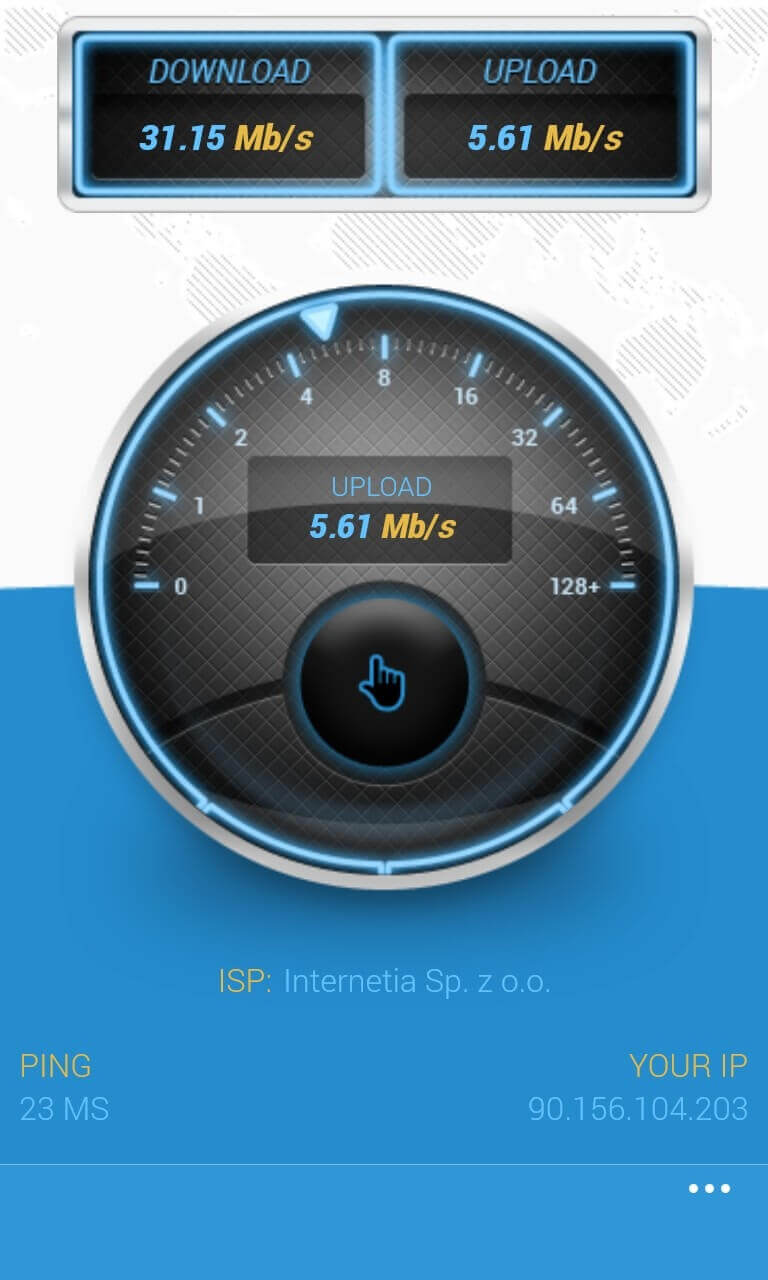 DOWNLOAD UPLOAD
31.15 Mb/s 5.61 Mb/s
8
4 16
2 32
UPLOAD
1 64
5.61 Mb/s
0 128+
ISP: Internetia Sp. z o.o.
PING YOUR IP
23 MS 90.156.104.203